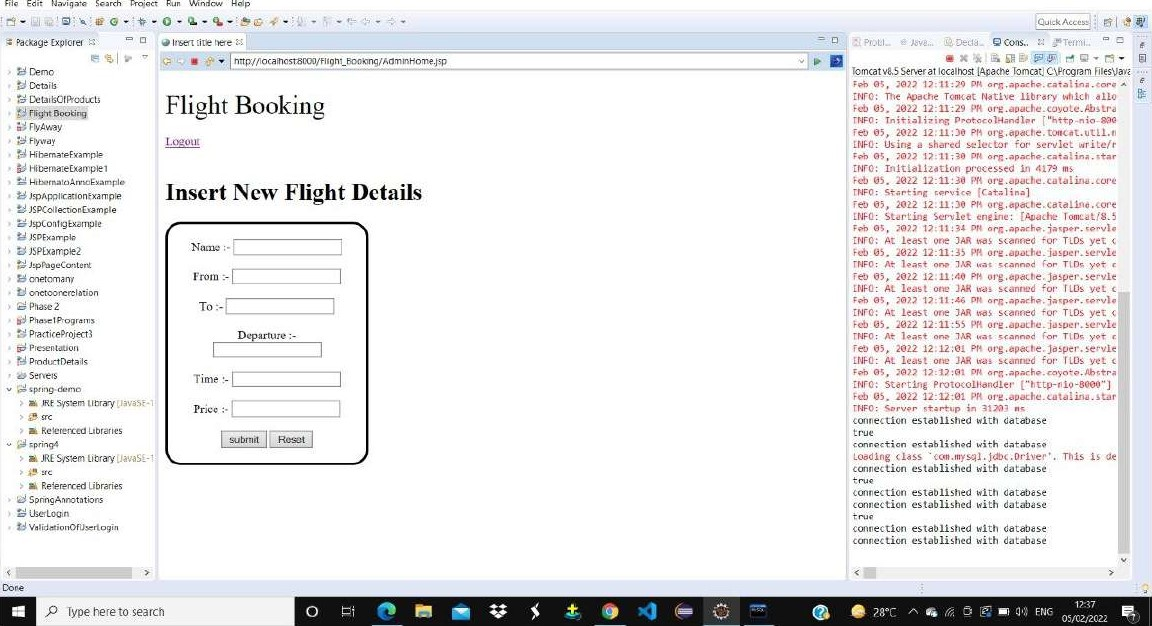 File Edit Navigate Search Project Run Window Help
Quick Access
Package Explorer
Demo
Details
DetailsOfProducts
Flight Booking
FlyAway
Flyway
HibernateExample
HibernateExample1
HibernateAnnoExample
JspApplicationExample
JSPCollectionExample
JspConfigExample
JSPExample
JSPExample2
JspPageContent
onetomany
onetoonerelation
Phase 2
Phase1Programs
PracticeProject3
Presentation
ProductDetails
Servers
spring-demo
JRE System Library [JavaSE-1
src
Referenced Libraries
spring4
JRE System Library [JavaSE-1
src
Referenced Libraries
SpringAnnotations
UserLogin
ValidationOfUserLogin
Insert title here
http://localhost:8000/Flight_Booking/AdminHome.jsp
Flight Booking
Logout
Insert New Flight Details
Name :-
From :-
To :-
Departure :-
Time :-
Price :-
submit Reset
Probl... Java... Decla... Cons... Termi...
Tomcat v8.5 Server at localhost [Apache Tomcat] C:\Program Files\Java
Feb 05, 2022 12:11:29 PM org.apache.catalina.core
INFO: The Apache Tomcat Native library which allo
Feb 05, 2022 12:11:29 PM org.apache.coyote.Abstra
INFO: Initializing ProtocolHandler ["http-nio-800
Feb 05, 2022 12:11:30 PM org.apache.tomcat.util.n
INFO: Using a shared selector for servlet write/r
Feb 05, 2022 12:11:30 PM org.apache.catalina.star
INFO: Initialization processed in 4179 ms
Feb 05, 2022 12:11:30 PM org.apache.catalina.core
INFO: Starting service [Catalina]
Feb 05, 2022 12:11:30 PM org.apache.catalina.core
INFO: Starting Servlet engine: [Apache Tomcat/8.5
Feb 05, 2022 12:11:34 PM org.apache.jasper.servle
INFO: At least one JAR was scanned for TLDs yet c
Feb 05, 2022 12:11:35 PM org.apache.jasper.servle
INFO: At least one JAR was scanned for TLDs yet c
Feb 05, 2022 12:11:40 PM org.apache.jasper.servle
INFO: At least one JAR was scanned for TLDs yet c
Feb 05, 2022 12:11:46 PM org.apache.jasper.servle
INFO: At least one JAR was scanned for TLDs yet c
Feb 05, 2022 12:11:55 PM org.apache.jasper.servle
INFO: At least one JAR was scanned for TLDs yet c
Feb 05, 2022 12:12:01 PM org.apache.jasper.servle
INFO: At least one JAR was scanned for TLDs yet c
Feb 05, 2022 12:12:01 PM org.apache.coyote.Abstra
INFO: Starting ProtocolHandler ["http-nio-8000"]
Feb 05, 2022 12:12:01 PM org.apache.catalina.star
INFO: Server startup in 31203 ms
connection established with database
true
connection established with database
Loading class `com.mysql.jdbc.Driver'. This is de
connection established with database
true
connection established with database
connection established with database
true
connection established with database
connection established with database
Done
Type here to search
28°C
ENG
12:37
05/02/2022